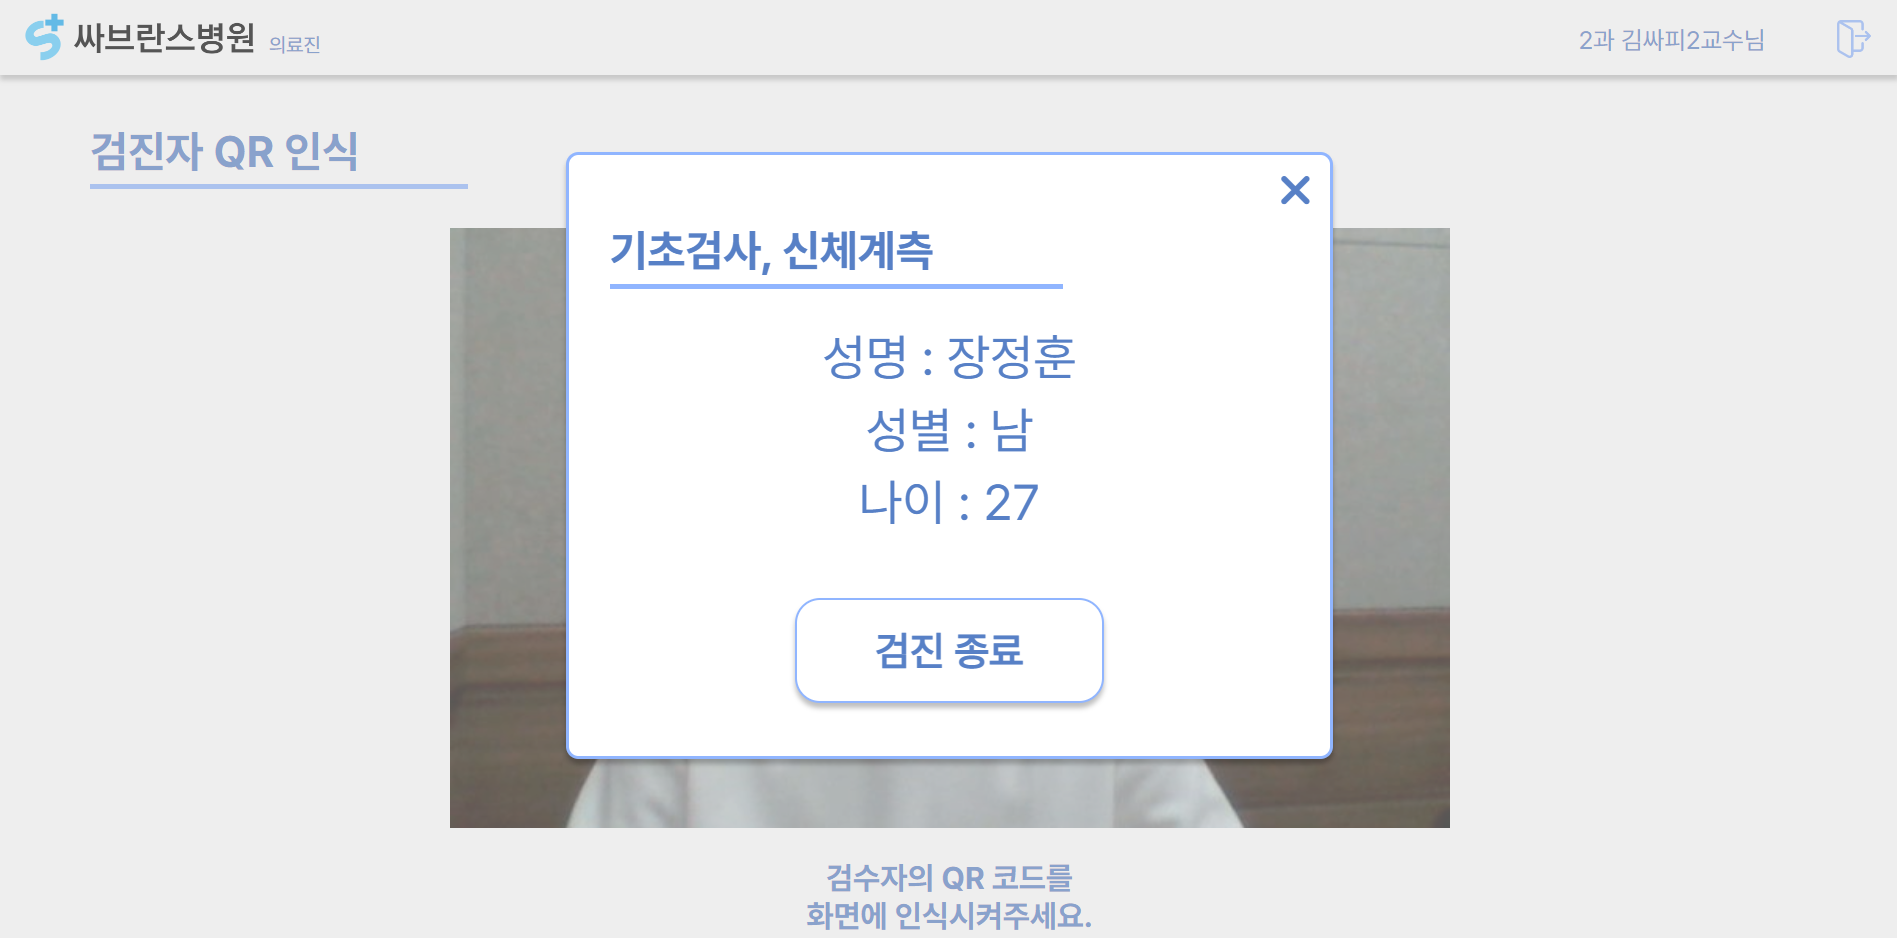 싸브란스병원 의료진
2과 김싸피2교수님
검진자 QR 인식
기초검사, 신체계측
성명 : 장정훈
성별 : 남
나이 : 27
검진 종료
검수자의 QR 코드를
화면에 인식시켜주세요.